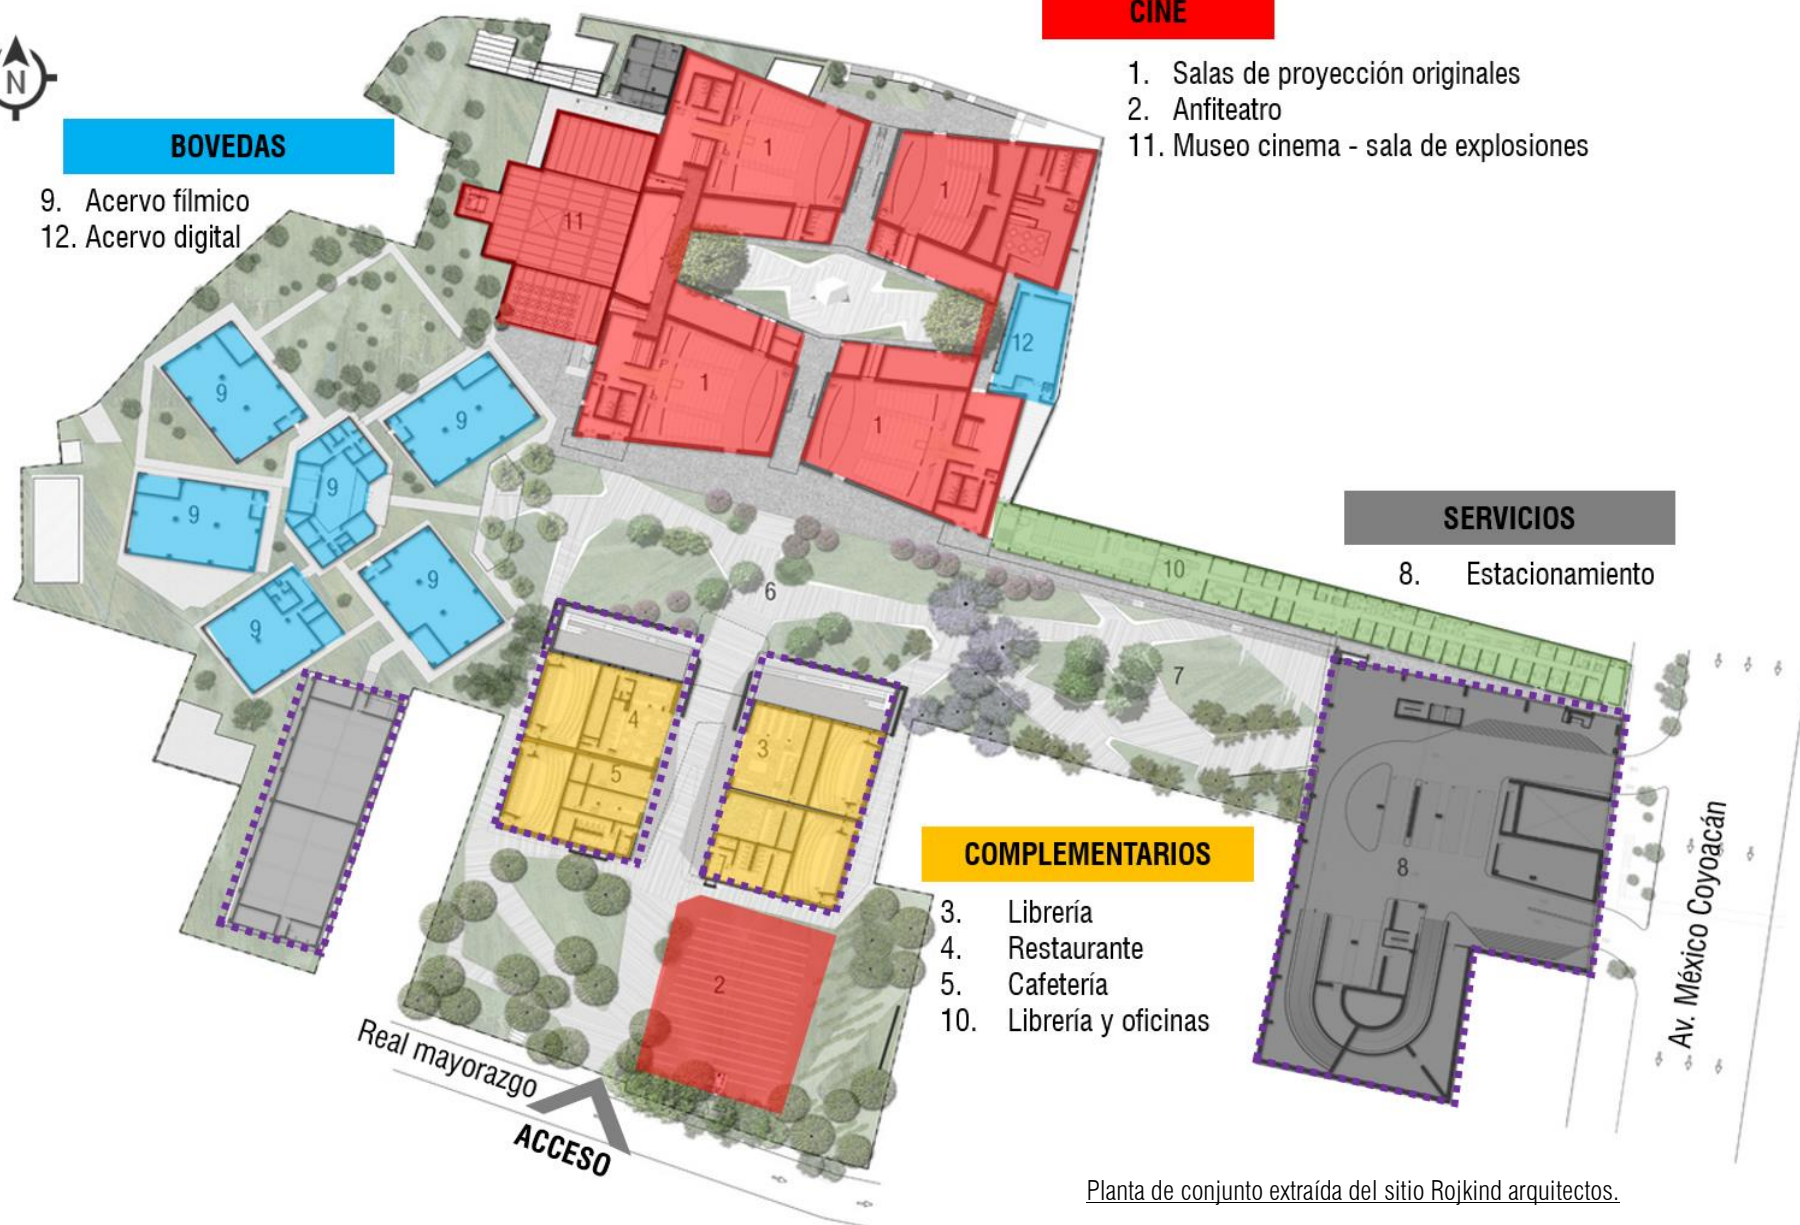 CINE
1. Salas de proyección originales
2. Anfiteatro
11. Museo cinema - sala de explosiones
N
BOVEDAS
9. Acervo fílmico
12. Acervo digital
1
1
11
12
1
1
9
9
9
9
9
9
10
6
7
SERVICIOS
8. Estacionamiento
4
5
3
8
COMPLEMENTARIOS
3. Librería
4. Restaurante
5. Cafetería
10. Librería y oficinas
2
Av. México Coyoacán
Real mayorazgo
ACCESO
Planta de conjunto extraída del sitio Rojkind arquitectos.